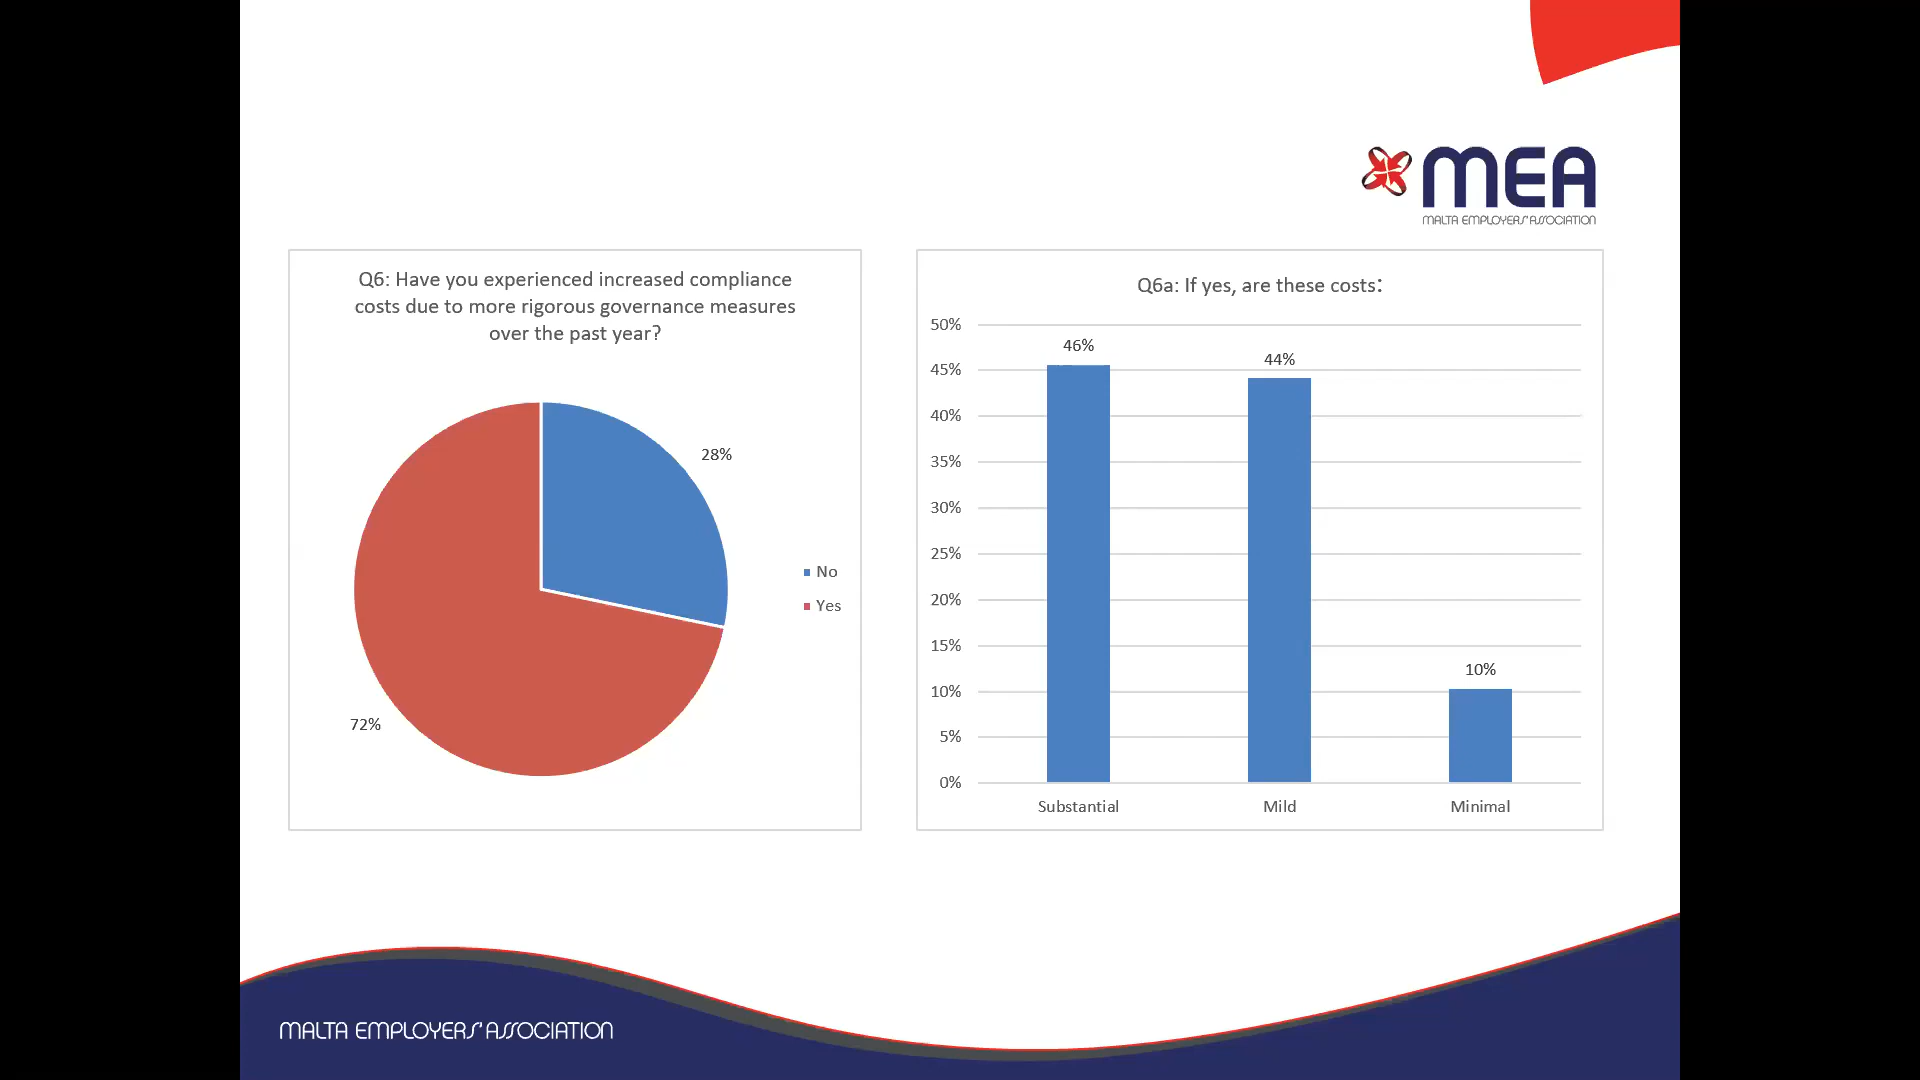 MEA
MALTA EMPLOYERS' ASSOCIATION
Q6: Have you experienced increased compliance
costs due to more rigorous governance measures
over the past year?
28%
72%
No
Yes
Q6a: If yes, are these costs:
50%
45%
40%
35%
30%
25%
20%
15%
10%
5%
0%
46%
44%
10%
Substantial
Mild
Minimal
MALTA EMPLOYERS' ASSOCIATION